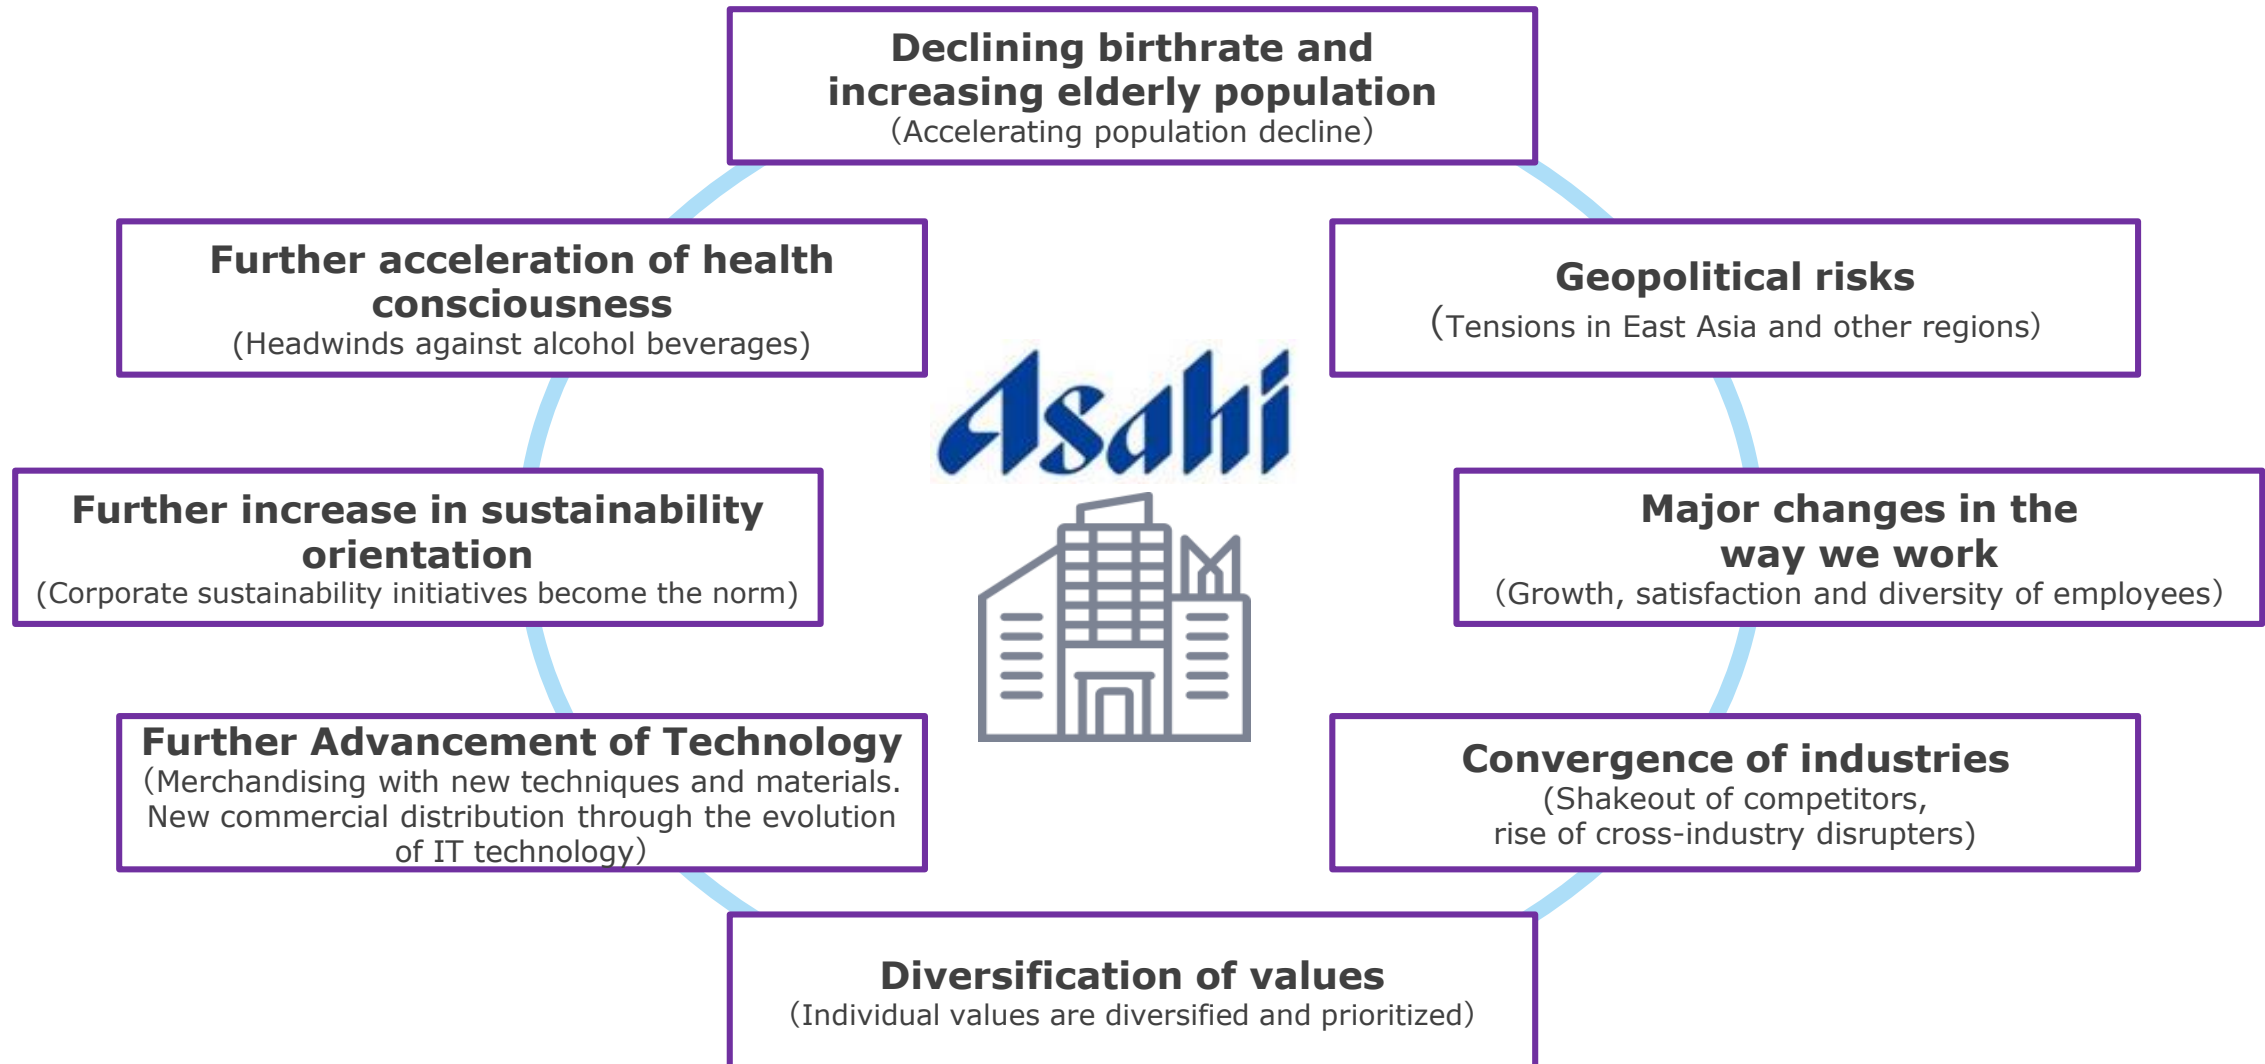 Declining birthrate and
increasing elderly population
（Accelerating population decline）
Geopolitical risks
（Tensions in East Asia and other regions）
Major changes in the
way we work
（Growth, satisfaction and diversity of employees）
Convergence of industries
(Shakeout of competitors,
rise of cross-industry disrupters)
Diversification of values
（Individual values are diversified and prioritized）
Further Advancement of Technology
（Merchandising with new techniques and materials.
New commercial distribution through the evolution
of IT technology）
Further increase in sustainability
orientation
(Corporate sustainability initiatives become the norm)
Further acceleration of health
consciousness
(Headwinds against alcohol beverages)
Asahi